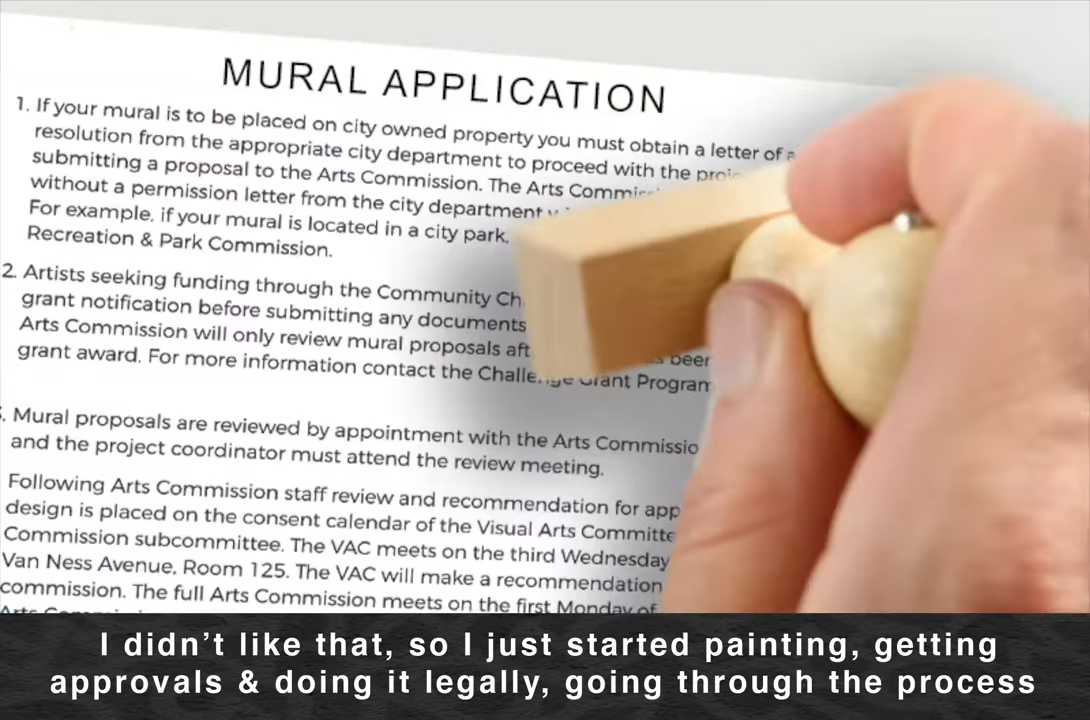 MURAL APPLICATION
1. If your mural is to be placed on city owned property you must obtain a letter of
resolution from the appropriate city department to proceed with the
submitting a proposal to the Arts Commission. The Arts
without a permission letter from the city department
For example, if your mural is located in a city park,
Recreation & Park Commission.
2. Artists seeking funding through the Community
grant notification before submitting any documents
Arts Commission will only review mural proposals
been
grant award. For more information contact the Grant
Mural proposals are reviewed by appointment with the Arts
and the project coordinator must attend the review meeting.
Following Arts Commission staff review and recommendation for
design is placed on the consent calendar of the Visual Arts
Commission subcommittee. The VAC meets on the third Wednesday
Van Ness Avenue, Room 125. The VAC will make a recommendation
commission. The full Arts Commission meets on the first Monday of
I didn’t like that, so I just started painting, getting
approvals & doing it legally, going through the process